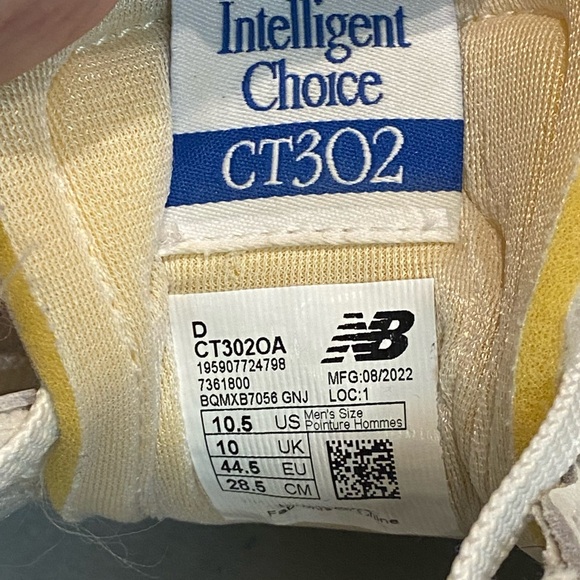 Intelligent
Choice
CT302
D
CT302OA
195907724798
7361800
BQMXB7056 GNJ
NB
MFG:08/2022
LOC:1
10.5 US Men's Size
Pointure Hommes
10 UK
44.5 EU
28.5 CM